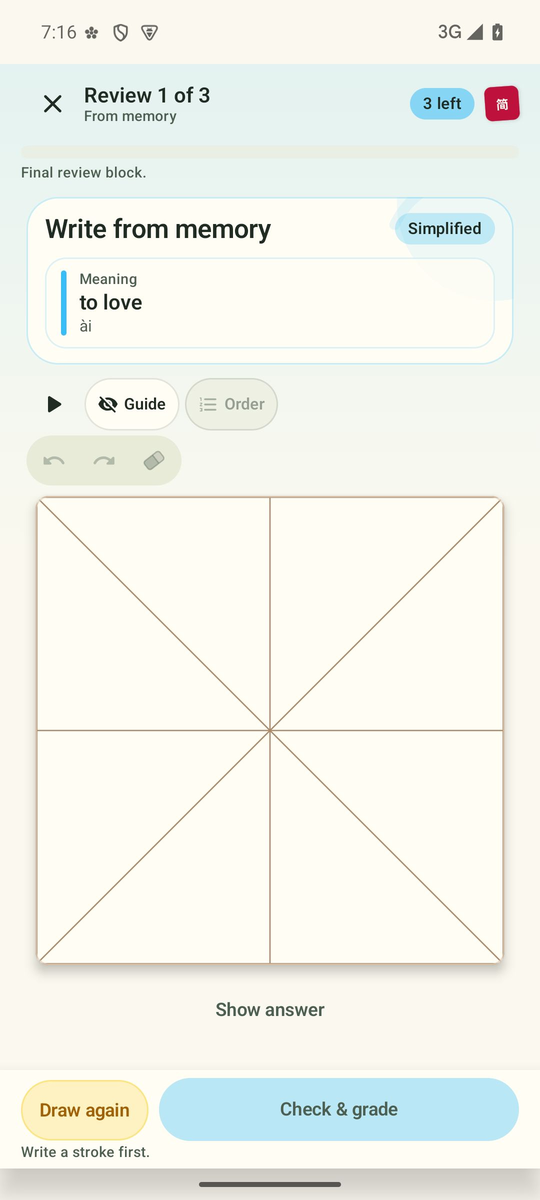 7:16
3G
Review 1 of 3
From memory
3 left
简
Final review block.
Write from memory
Simplified
Meaning
to love
ài
Guide
Order
Show answer
Draw again
Check & grade
Write a stroke first.